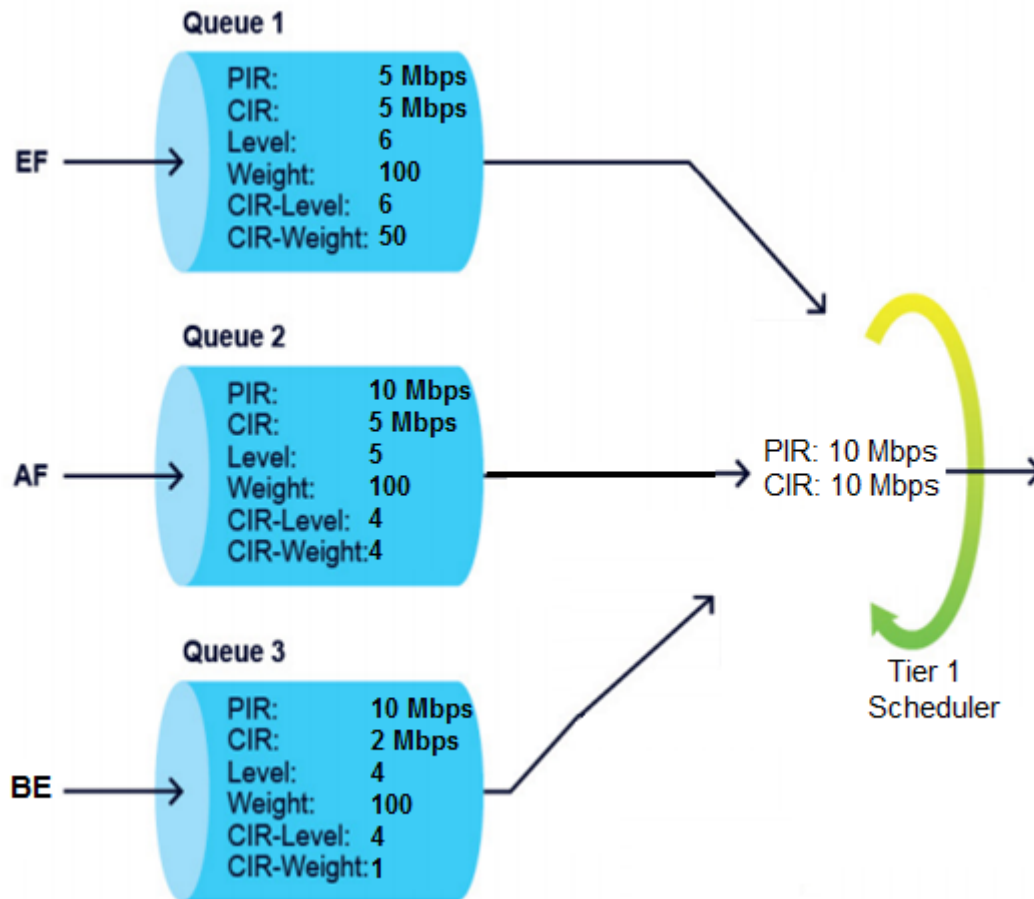 Queue 1
PIR: 5 Mbps
CIR: 5 Mbps
Level: 6
Weight: 100
CIR-Level: 6
CIR-Weight: 50
EF
Queue 2
PIR: 10 Mbps
CIR: 5 Mbps
Level: 5
Weight: 100
CIR-Level: 4
CIR-Weight:4
AF
PIR: 10 Mbps
CIR: 10 Mbps
Tier 1
Scheduler
Queue 3
PIR: 10 Mbps
CIR: 2 Mbps
Level: 4
Weight: 100
CIR-Level: 4
CIR-Weight:1
BE